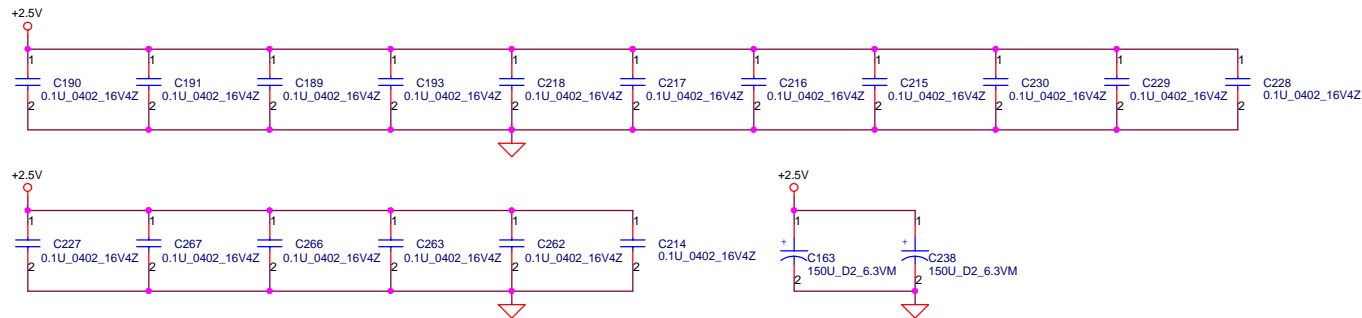 +2.5V
1 1 1 1 1 1 1 1 1 1 1
C190 C191 C189 C193 C218 C217 C216 C215 C230 C229 C228
0.1U_0402_16V4Z 0.1U_0402_16V4Z 0.1U_0402_16V4Z 0.1U_0402_16V4Z 0.1U_0402_16V4Z 0.1U_0402_16V4Z 0.1U_0402_16V4Z 0.1U_0402_16V4Z 0.1U_0402_16V4Z 0.1U_0402_16V4Z 0.1U_0402_16V4Z
2 2 2 2 2 2 2 2 2 2 2
+2.5V +2.5V
1 1 1 1 1 1 1 1
+ +
C227 C267 C266 C263 C262 C214 C163 C238
0.1U_0402_16V4Z 0.1U_0402_16V4Z 0.1U_0402_16V4Z 0.1U_0402_16V4Z 0.1U_0402_16V4Z 0.1U_0402_16V4Z 150U_D2_6.3VM 150U_D2_6.3VM
2 2 2 2 2 2 2 2